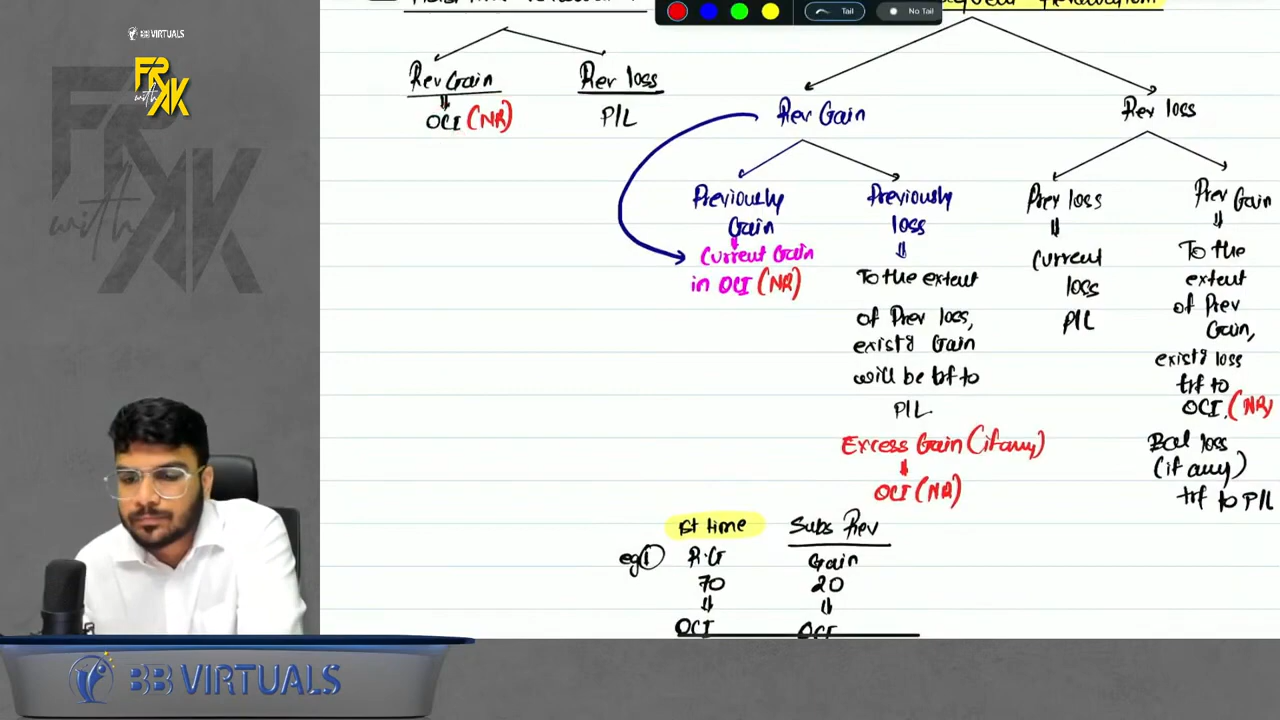 BB VIRTUALS
FR
with
KK
Tail
No Tail
Rev Gain
OCI (NR)
Rev loss
P/L
Rev Gain
Previously
Gain
Current Gain
in OCI (NR)
Previously
loss
To the extent
of Prev loss,
exist8 Gain
will be trf to
P/L
Excess Gain (if any)
OCI (NR)
Rev loss
Prev loss
Current
loss
P/L
Prev Gain
To the
extent
of Prev
Gain,
exist8 loss
trf to
OCI, (NR)
Bal loss
(if any)
trf to P/L
1st time
Subs Rev
eg ①
R.G
70
OCI
Gain
20
OCI
BB VIRTUALS